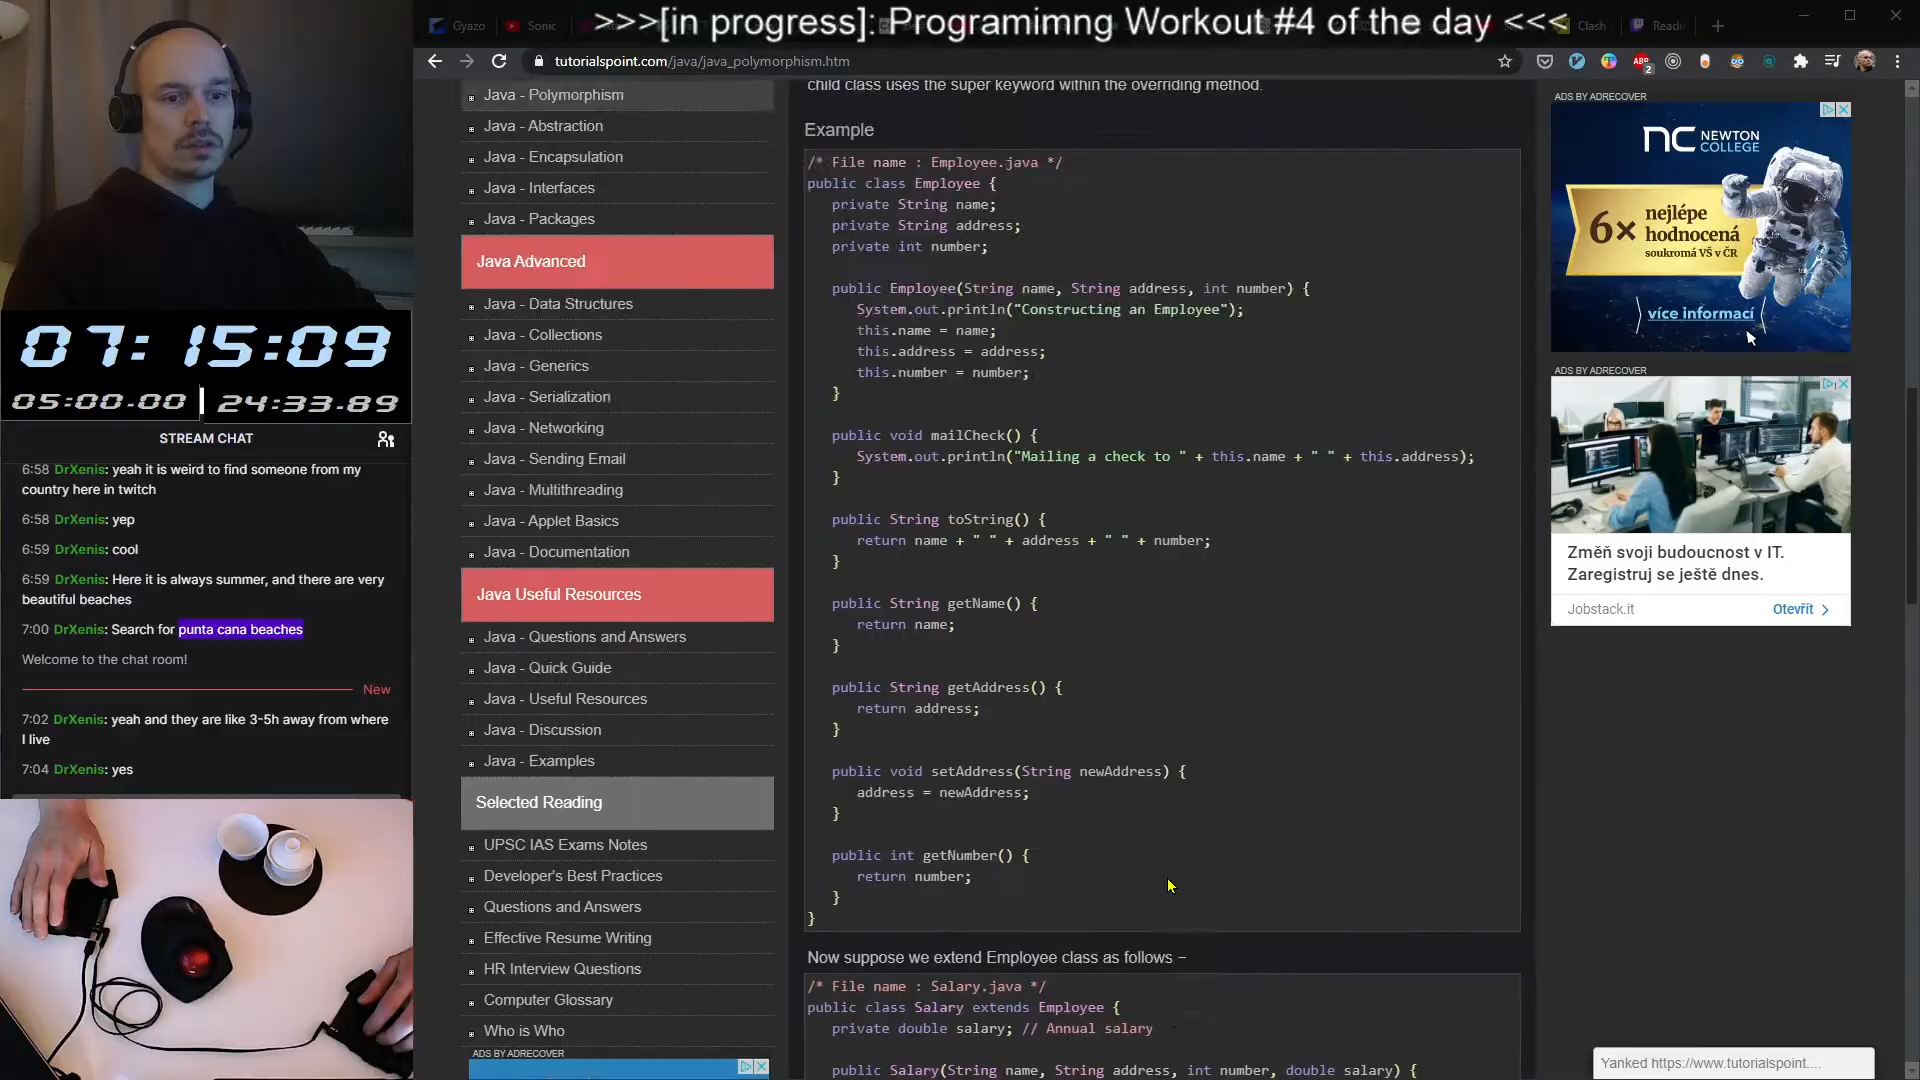 >>>[in progress]: Programimng Workout #4 of the day <<<
Gyazo
Sonic
Clash
Readi
tutorialspoint.com/java/java_polymorphism.htm
ABP
2
07: 15:09
05:00.00
24:33.89
STREAM CHAT
6:58 DrXenis: yeah it is weird to find someone from my
country here in twitch
6:58 DrXenis: yep
6:59 DrXenis: cool
6:59 DrXenis: Here it is always summer, and there are very
beautiful beaches
7:00 DrXenis: Search for punta cana beaches
Welcome to the chat room!
New
7:02 DrXenis: yeah and they are like 3-5h away from where
I live
7:04 DrXenis: yes
Java - Polymorphism
Java - Abstraction
Java - Encapsulation
Java - Interfaces
Java - Packages
Java Advanced
Java - Data Structures
Java - Collections
Java - Generics
Java - Serialization
Java - Networking
Java - Sending Email
Java - Multithreading
Java - Applet Basics
Java - Documentation
Java Useful Resources
Java - Questions and Answers
Java - Quick Guide
Java - Useful Resources
Java - Discussion
Java - Examples
Selected Reading
UPSC IAS Exams Notes
Developer's Best Practices
Questions and Answers
Effective Resume Writing
HR Interview Questions
Computer Glossary
Who is Who
ADS BY ADRECOVER
child class uses the super keyword within the overriding method.
Example
/* File name : Employee.java */
public class Employee {
private String name;
private String address;
private int number;
public Employee(String name, String address, int number) {
System.out.println("Constructing an Employee");
this.name = name;
this.address = address;
this.number = number;
}
public void mailCheck() {
System.out.println("Mailing a check to " + this.name + " " + this.address);
}
public String toString() {
return name + " " + address + " " + number;
}
public String getName() {
return name;
}
public String getAddress() {
return address;
}
public void setAddress(String newAddress) {
address = newAddress;
}
public int getNumber() {
return number;
}
}
Now suppose we extend Employee class as follows −
/* File name : Salary.java */
public class Salary extends Employee {
private double salary; // Annual salary
public Salary(String name, String address, int number, double salary) {
ADS BY ADRECOVER
NC NEWTON
COLLEGE
6× nejlépe
hodnocená
soukromá VŠ v ČR
více informací
ADS BY ADRECOVER
Změň svoji budoucnost v IT.
Zaregistruj se ještě dnes.
Jobstack.it
Otevřít
Yanked https://www.tutorialspoint....